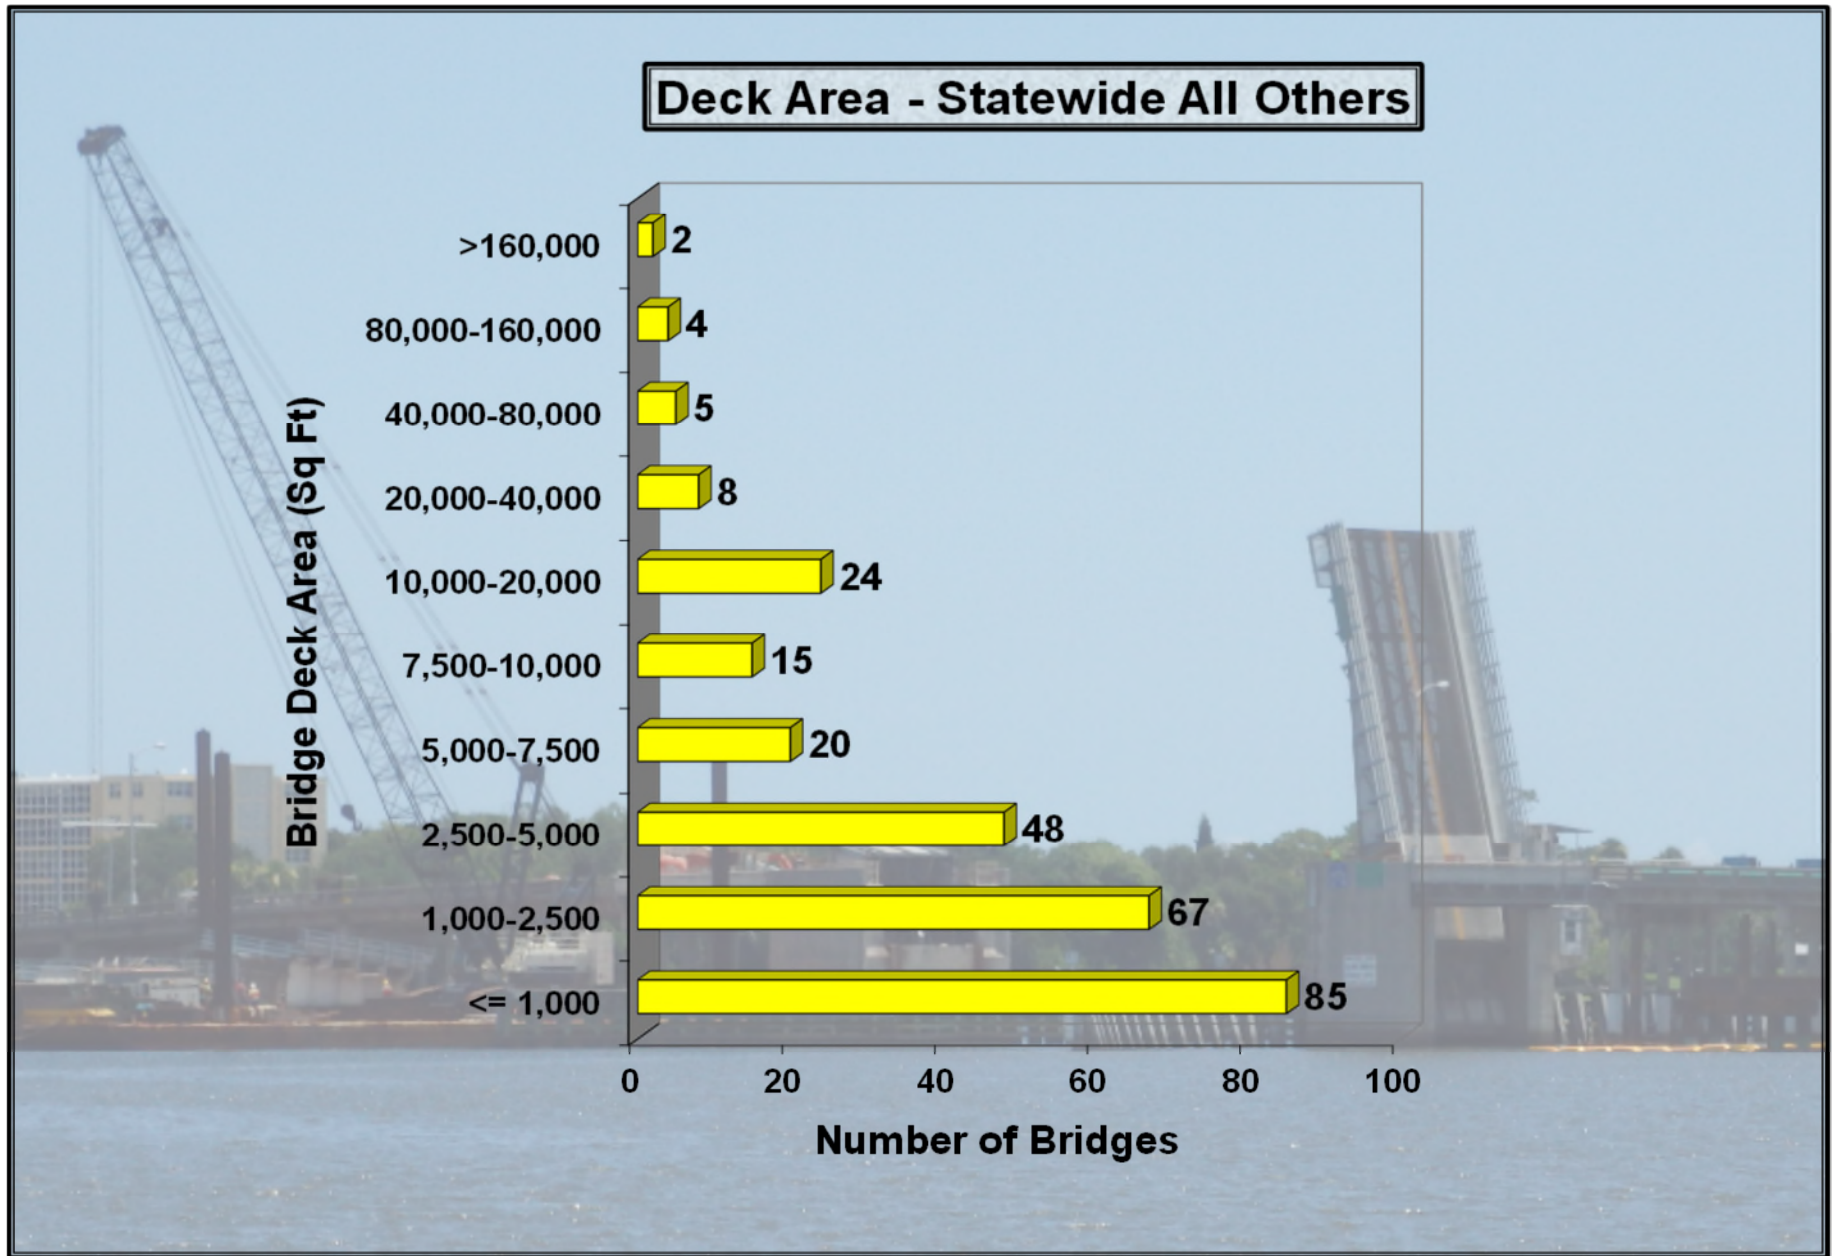 Deck Area - Statewide All Others
Bridge Deck Area (Sq Ft)
>160,000 2
80,000-160,000 4
40,000-80,000 5
20,000-40,000 8
10,000-20,000 24
7,500-10,000 15
5,000-7,500 20
2,500-5,000 48
1,000-2,500 67
<= 1,000 85
0 20 40 60 80 100
Number of Bridges